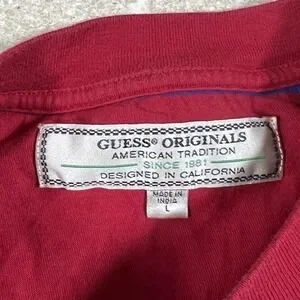 GUESS® ORIGINALS
AMERICAN TRADITION
SINCE 1981
DESIGNED IN CALIFORNIA
MADE IN
INDIA
L